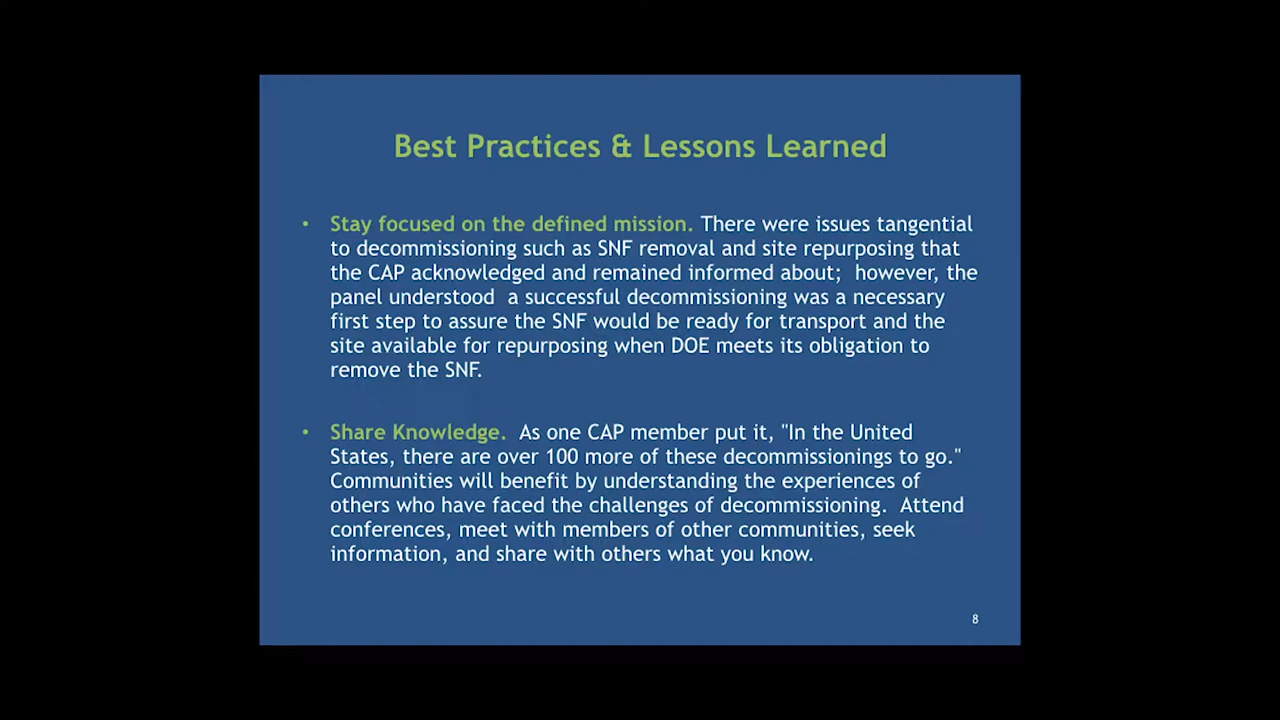 Best Practices & Lessons Learned
• Stay focused on the defined mission. There were issues tangential
to decommissioning such as SNF removal and site repurposing that
the CAP acknowledged and remained informed about;  however, the
panel understood  a successful decommissioning was a necessary
first step to assure the SNF would be ready for transport and the
site available for repurposing when DOE meets its obligation to
remove the SNF.
• Share Knowledge.  As one CAP member put it, "In the United
States, there are over 100 more of these decommissionings to go."
Communities will benefit by understanding the experiences of
others who have faced the challenges of decommissioning.  Attend
conferences, meet with members of other communities, seek
information, and share with others what you know.
8